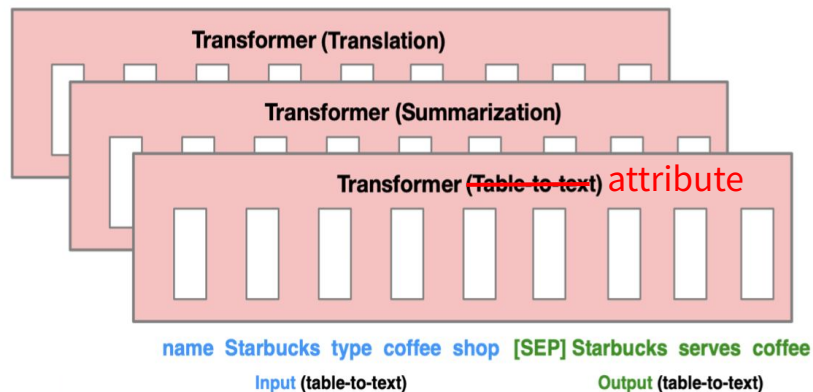 Transformer (Translation)
Transformer (Summarization)
Transformer (Table-to-text) attribute
name Starbucks type coffee shop [SEP] Starbucks serves coffee
Input (table-to-text) Output (table-to-text)